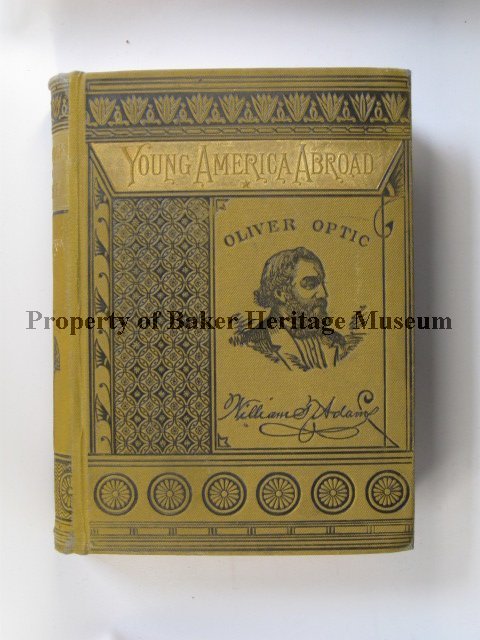 YOUNG AMERICA ABROAD
OLIVER OPTIC
Property of Baker Heritage Museum
William T. Adams